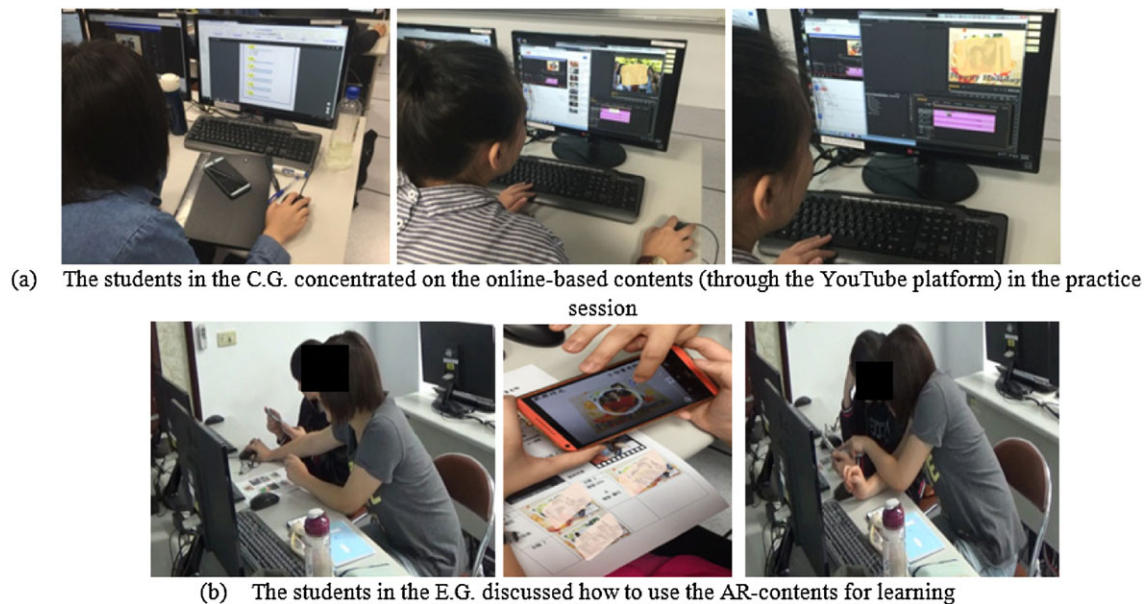 (a) The students in the C.G. concentrated on the online-based contents (through the YouTube platform) in the practice
session
(b) The students in the E.G. discussed how to use the AR-contents for learning